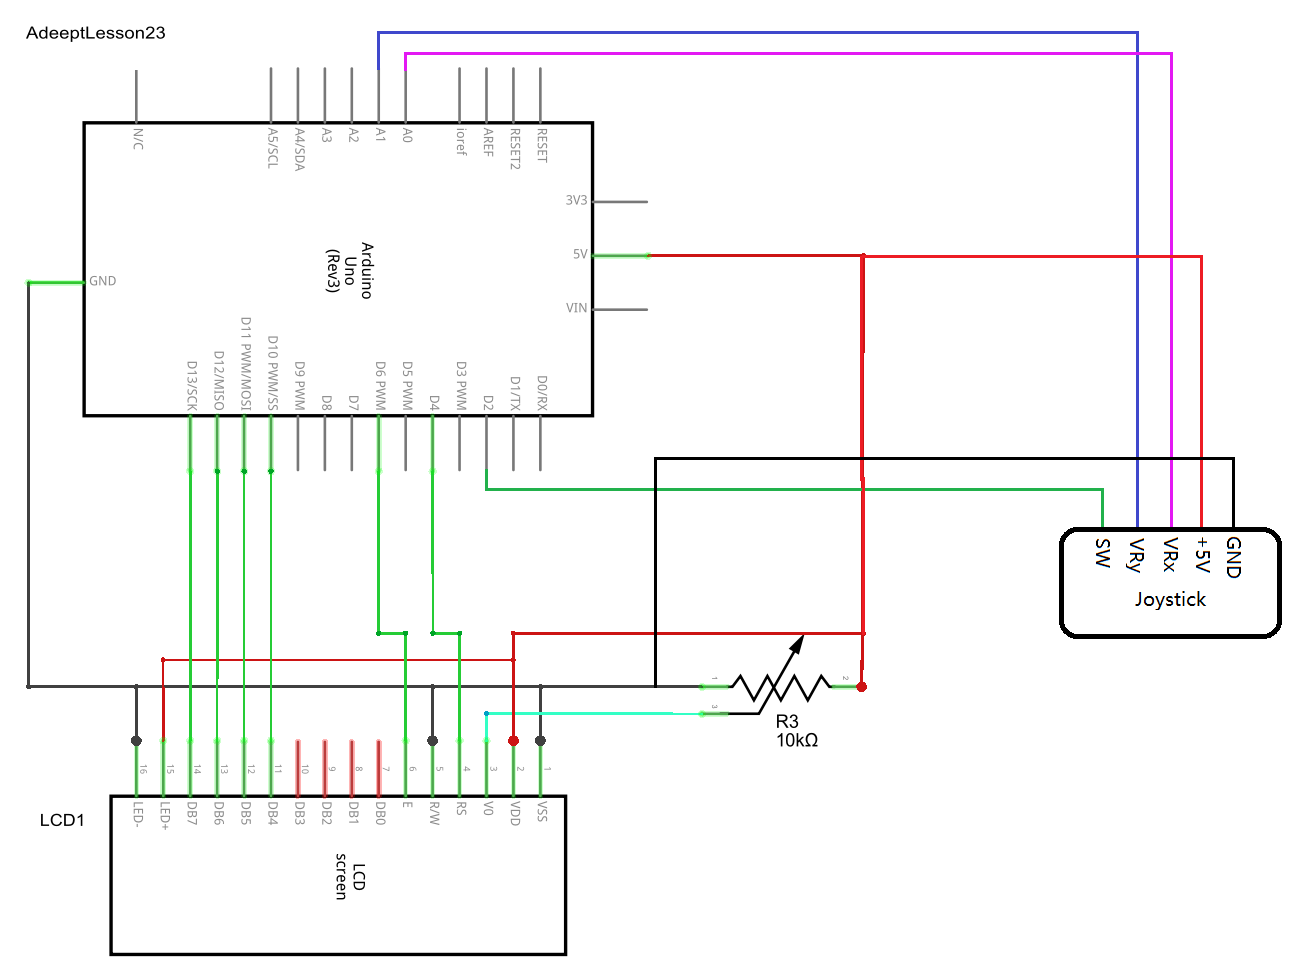 AdeeptLesson23
N/C
A5/SCL
A4/SDA
A3
A2
A1
A0
ioref
AREF
RESET2
RESET
3V3
5V
VIN
GND
Arduino
Uno
(Rev3)
D13/SCK
D12/MISO
D11 PWM/MOSI
D10 PWM/SS
D9 PWM
D8
D7
D6 PWM
D5 PWM
D4
D3 PWM
D2
D1/TX
D0/RX
SW
VRy
VRx
+5V
GND
Joystick
1
2
3
R3
10kΩ
16
15
14
13
12
11
10
9
8
7
6
5
4
3
2
1
LED-
LED+
DB7
DB6
DB5
DB4
DB3
DB2
DB1
DB0
E
R/W
RS
V0
VDD
VSS
LCD1
LCD
screen